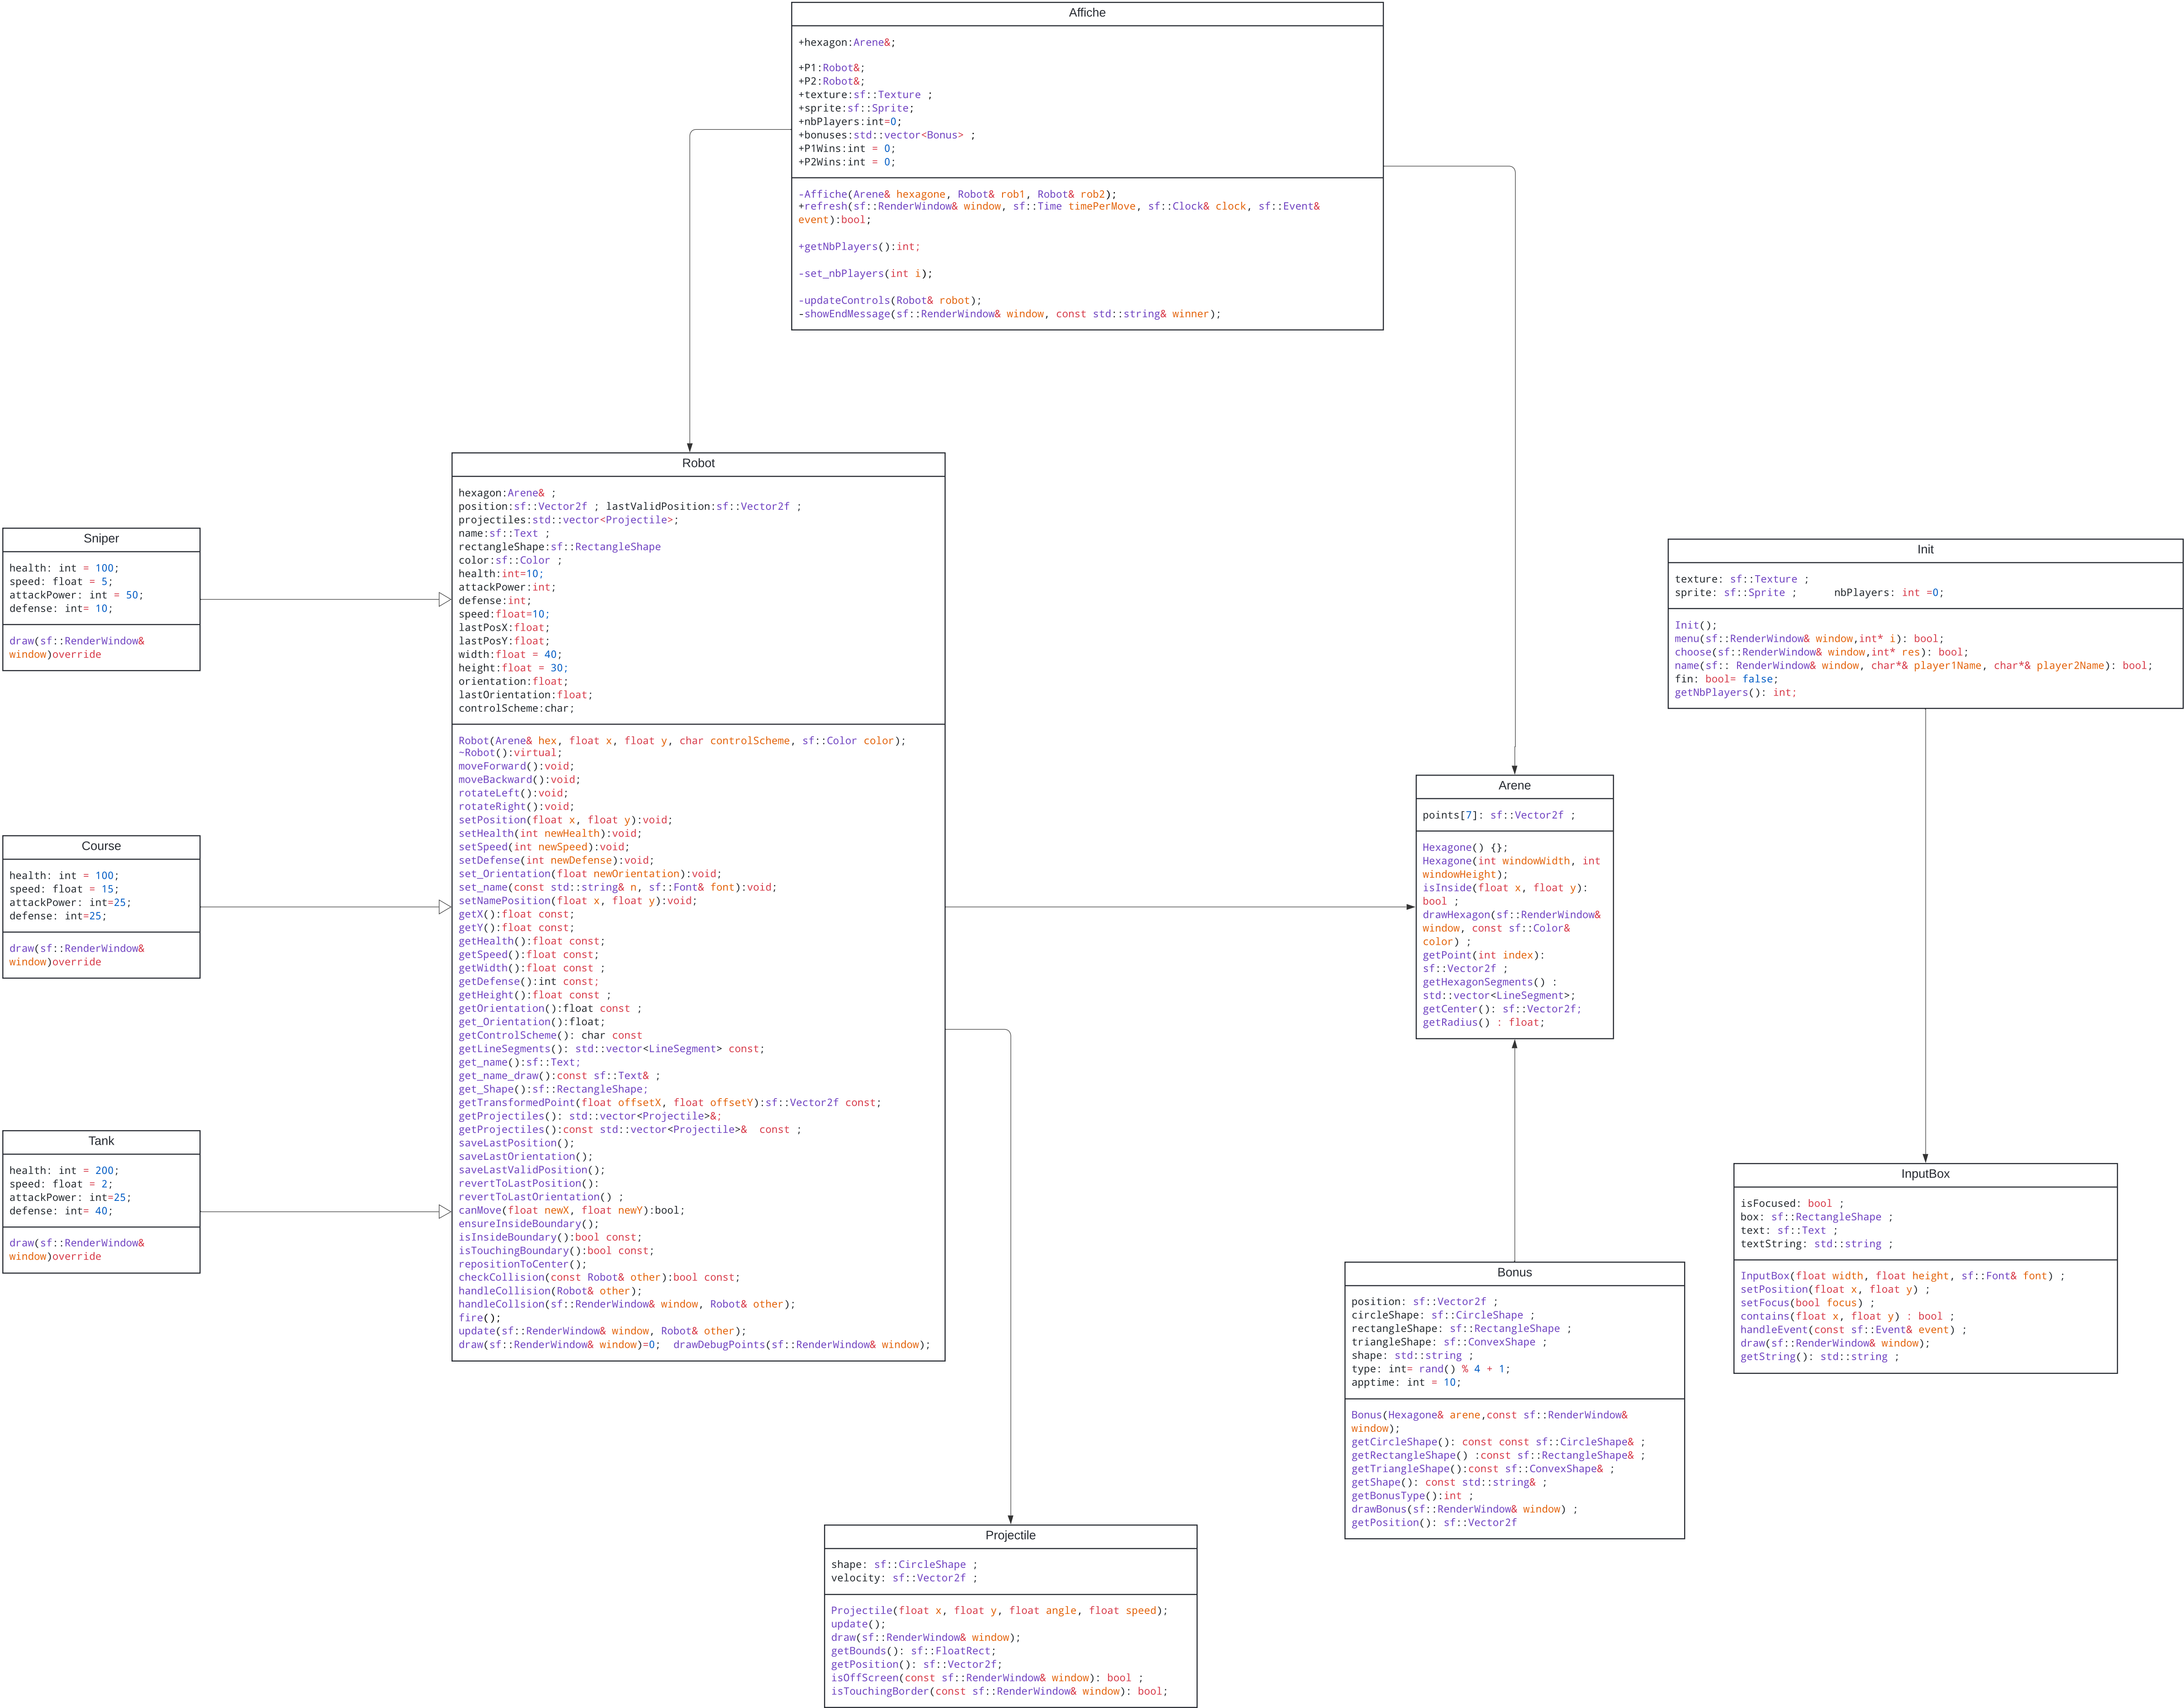 Affiche
+hexagon:Arene&;
+P1:Robot&;
+P2:Robot&;
+texture:sf::Texture ;
+sprite:sf::Sprite;
+nbPlayers:int=0;
+bonuses:std::vector<Bonus> ;
+P1Wins:int = 0;
+P2Wins:int = 0;
-Affiche(Arene& hexagone, Robot& rob1, Robot& rob2);
+refresh(sf::RenderWindow& window, sf::Time timePerMove, sf::Clock& clock, sf::Event&
event):bool;
+getNbPlayers():int;
-set_nbPlayers(int i);
-updateControls(Robot& robot);
-showEndMessage(sf::RenderWindow& window, const std::string& winner);
Robot
hexagon:Arene& ;
position:sf::Vector2f ; lastValidPosition:sf::Vector2f ;
projectiles:std::vector<Projectile>;
name:sf::Text ;
rectangleShape:sf::RectangleShape
color:sf::Color ;
health:int=10;
attackPower:int;
defense:int;
speed:float=10;
lastPosX:float;
lastPosY:float;
width:float = 40;
height:float = 30;
orientation:float;
lastOrientation:float;
controlScheme:char;
Robot(Arene& hex, float x, float y, char controlScheme, sf::Color color);
~Robot():virtual;
moveForward():void;
moveBackward():void;
rotateLeft():void;
rotateRight():void;
setPosition(float x, float y):void;
setHealth(int newHealth):void;
setSpeed(int newSpeed):void;
setDefense(int newDefense):void;
set_Orientation(float newOrientation):void;
set_name(const std::string& n, sf::Font& font):void;
setNamePosition(float x, float y):void;
getX():float const;
getY():float const;
getHealth():float const;
getSpeed():float const;
getWidth():float const ;
getDefense():int const;
getHeight():float const ;
getOrientation():float const ;
get_Orientation():float;
getControlScheme(): char const
getLineSegments(): std::vector<LineSegment> const;
get_name():sf::Text;
get_name_draw():const sf::Text& ;
get_Shape():sf::RectangleShape;
getTransformedPoint(float offsetX, float offsetY):sf::Vector2f const;
getProjectiles(): std::vector<Projectile>&;
getProjectiles():const std::vector<Projectile>&  const ;
saveLastPosition();
saveLastOrientation();
saveLastValidPosition();
revertToLastPosition():
revertToLastOrientation() ;
canMove(float newX, float newY):bool;
ensureInsideBoundary();
isInsideBoundary():bool const;
isTouchingBoundary():bool const;
repositionToCenter();
checkCollision(const Robot& other):bool const;
handleCollision(Robot& other);
handleCollsion(sf::RenderWindow& window, Robot& other);
fire();
update(sf::RenderWindow& window, Robot& other);
draw(sf::RenderWindow& window)=0;  drawDebugPoints(sf::RenderWindow& window);
Sniper
health: int = 100;
speed: float = 5;
attackPower: int = 50;
defense: int= 10;
draw(sf::RenderWindow&
window)override
Course
health: int = 100;
speed: float = 15;
attackPower: int=25;
defense: int=25;
draw(sf::RenderWindow&
window)override
Tank
health: int = 200;
speed: float = 2;
attackPower: int=25;
defense: int= 40;
draw(sf::RenderWindow&
window)override
Init
texture: sf::Texture ;
sprite: sf::Sprite ;      nbPlayers: int =0;
Init();
menu(sf::RenderWindow& window,int* i): bool;
choose(sf::RenderWindow& window,int* res): bool;
name(sf:: RenderWindow& window, char*& player1Name, char*& player2Name): bool;
fin: bool= false;
getNbPlayers(): int;
Arene
points[7]: sf::Vector2f ;
Hexagone() {};
Hexagone(int windowWidth, int
windowHeight);
isInside(float x, float y):
bool ;
drawHexagon(sf::RenderWindow&
window, const sf::Color&
color) ;
getPoint(int index):
sf::Vector2f ;
getHexagonSegments() :
std::vector<LineSegment>;
getCenter(): sf::Vector2f;
getRadius() : float;
InputBox
isFocused: bool ;
box: sf::RectangleShape ;
text: sf::Text ;
textString: std::string ;
InputBox(float width, float height, sf::Font& font) ;
setPosition(float x, float y) ;
setFocus(bool focus) ;
contains(float x, float y) : bool ;
handleEvent(const sf::Event& event) ;
draw(sf::RenderWindow& window);
getString(): std::string ;
Bonus
position: sf::Vector2f ;
circleShape: sf::CircleShape ;
rectangleShape: sf::RectangleShape ;
triangleShape: sf::ConvexShape ;
shape: std::string ;
type: int= rand() % 4 + 1;
apptime: int = 10;
Bonus(Hexagone& arene,const sf::RenderWindow&
window);
getCircleShape(): const const sf::CircleShape& ;
getRectangleShape() :const sf::RectangleShape& ;
getTriangleShape():const sf::ConvexShape& ;
getShape(): const std::string& ;
getBonusType():int ;
drawBonus(sf::RenderWindow& window) ;
getPosition(): sf::Vector2f
Projectile
shape: sf::CircleShape ;
velocity: sf::Vector2f ;
Projectile(float x, float y, float angle, float speed);
update();
draw(sf::RenderWindow& window);
getBounds(): sf::FloatRect;
getPosition(): sf::Vector2f;
isOffScreen(const sf::RenderWindow& window): bool ;
isTouchingBorder(const sf::RenderWindow& window): bool;